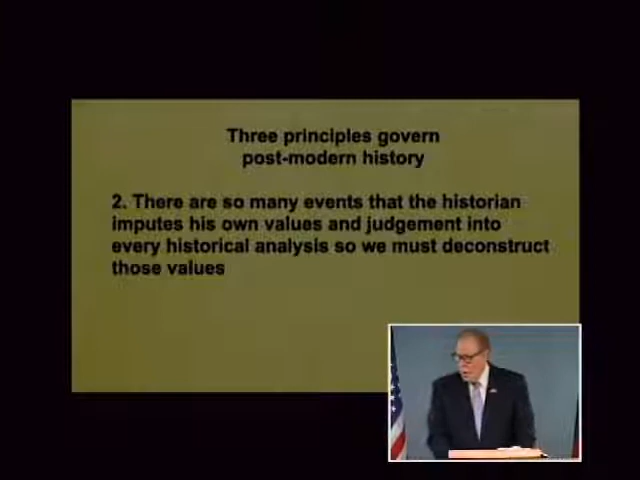 Three principles govern
post-modern history
2. There are so many events that the historian
imputes his own values and judgement into
every historical analysis so we must deconstruct
those values